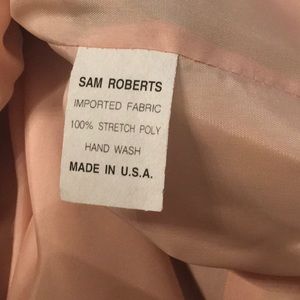 SAM ROBERTS
IMPORTED FABRIC
100% STRETCH POLY
HAND WASH
MADE IN U.S.A.